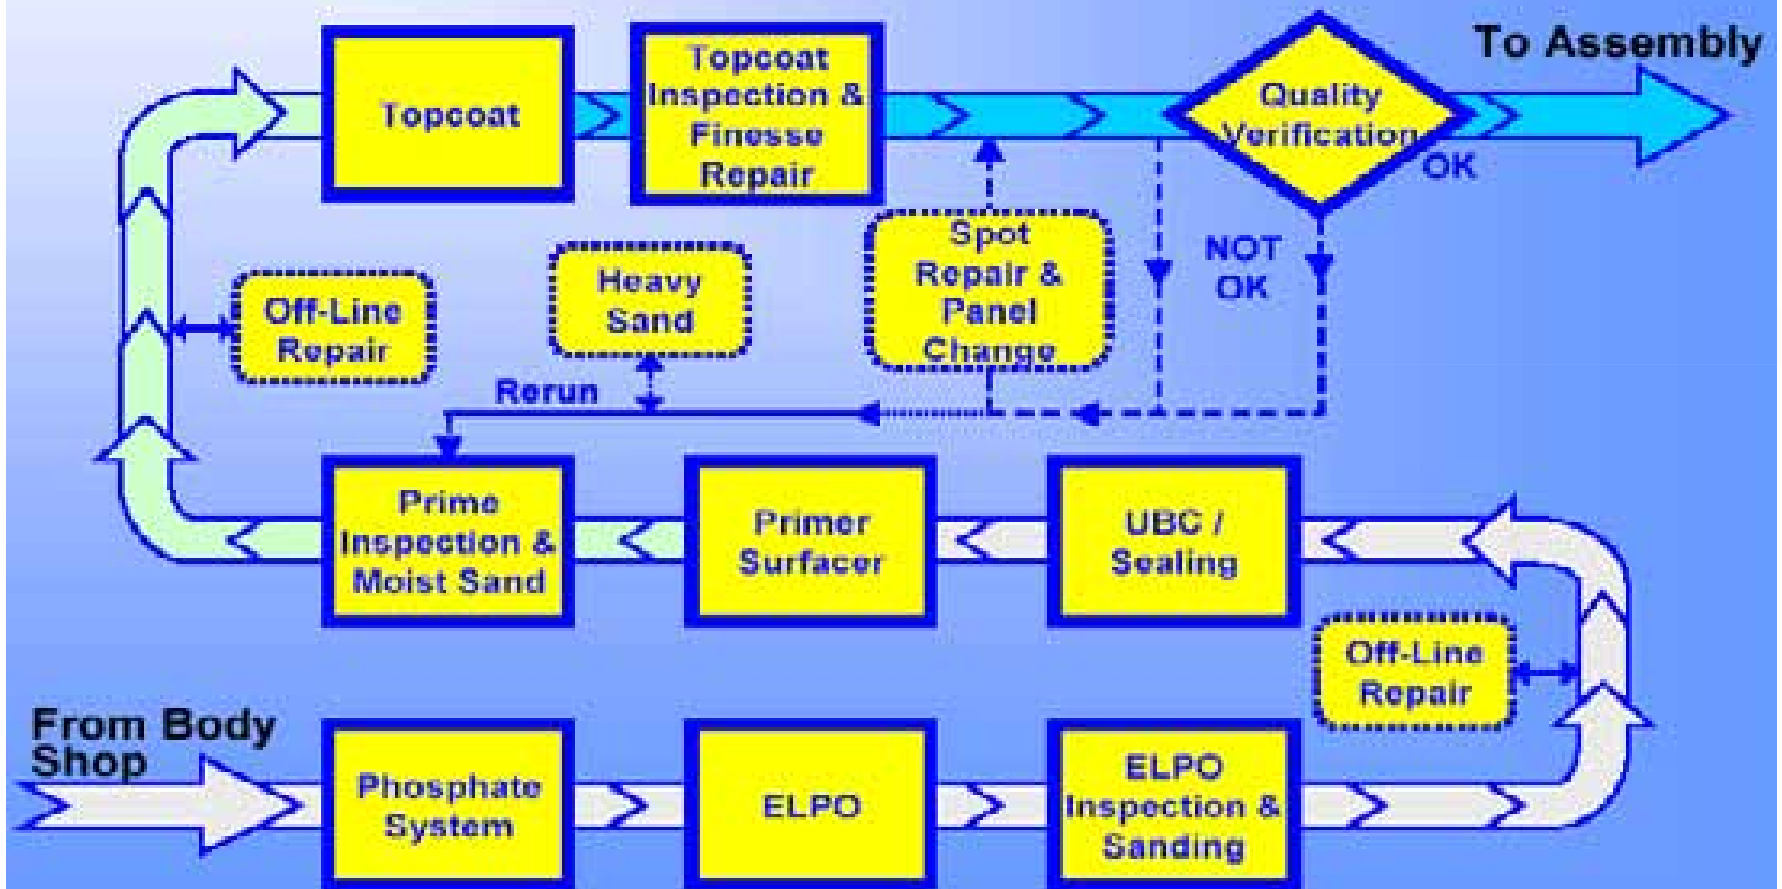 To Assembly
Topcoat
Topcoat
Inspection &
Finesse
Repair
Quality
Verification
OK
NOT
OK
Spot
Repair &
Panel
Change
Heavy
Sand
Off-Line
Repair
Rerun
Prime
Inspection &
Moist Sand
Primer
Surfacer
UBC /
Sealing
Off-Line
Repair
From Body
Shop
Phosphate
System
ELPO
ELPO
Inspection &
Sanding